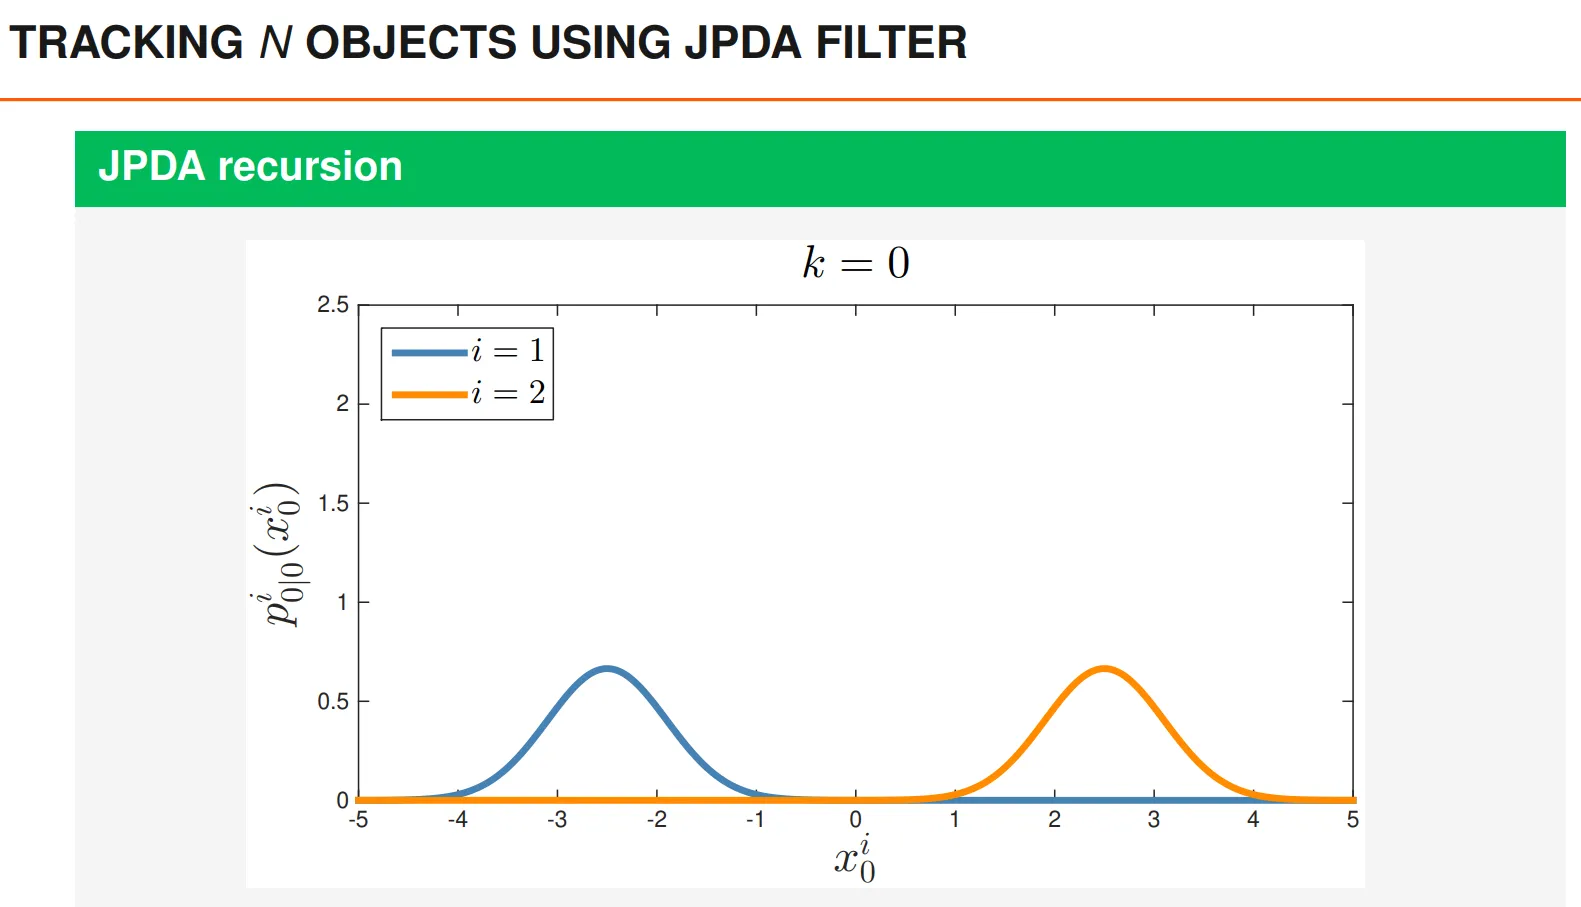 TRACKING N OBJECTS USING JPDA FILTER
JPDA recursion
k = 0
2.5
i = 1
i = 2
2
1.5
p^i_{0|0}(x^i_0)
1
0.5
0
-5 -4 -3 -2 -1 0 1 2 3 4 5
x^i_0